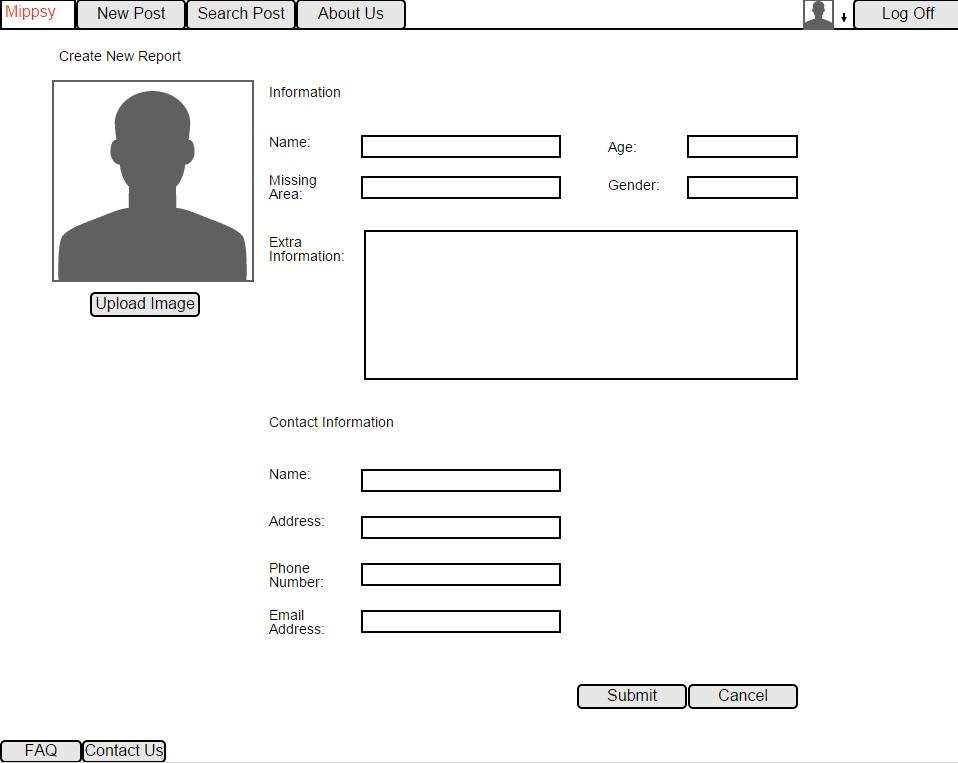 Mippsy New Post Search Post About Us Log Off
Create New Report
Information
Name:
Age:
Missing
Area:
Gender:
Extra
Information:
Upload Image
Contact Information
Name:
Address:
Phone
Number:
Email
Address:
Submit Cancel
FAQ Contact Us